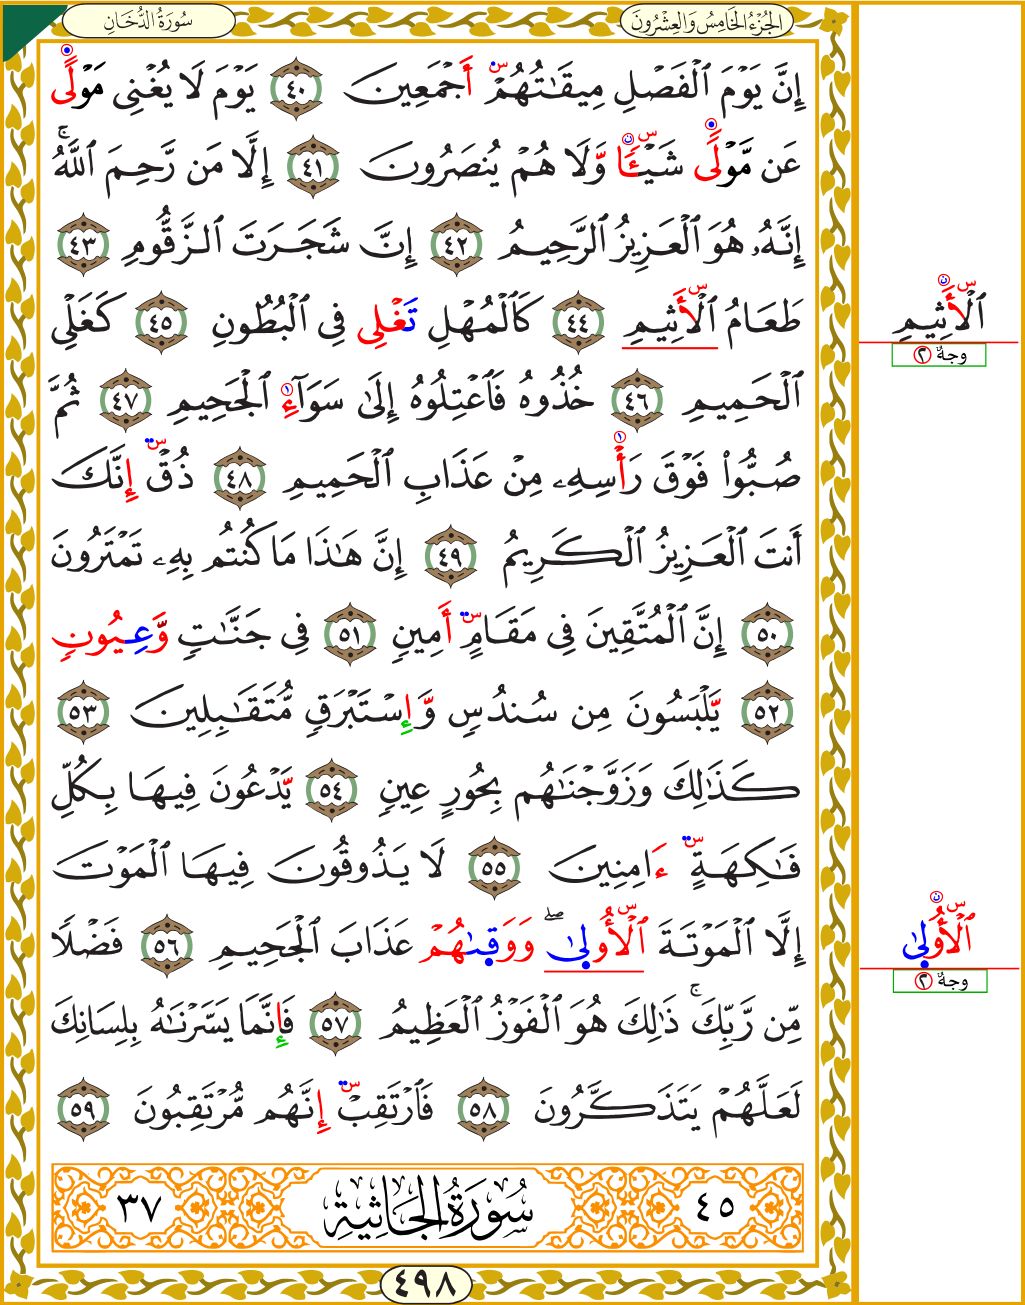 الجُزْءُ الخَامِسُ وَالعِشْرُونَ
سُورَةُ الدُّخَانِ
إِنَّ يَوْمَ ٱلْفَصْلِ مِيقَٰتُهُمْ أَجْمَعِينَ ٤٠ يَوْمَ لَا يُغْنِى مَوْلًى
عَن مَّوْلًى شَيْـًٔا وَلَا هُمْ يُنصَرُونَ ٤١ إِلَّا مَن رَّحِمَ ٱللَّهُ ۚ
إِنَّهُۥ هُوَ ٱلْعَزِيزُ ٱلرَّحِيمُ ٤٢ إِنَّ شَجَرَتَ ٱلزَّقُّومِ ٤٣
طَعَامُ ٱلْأَثِيمِ ٤٤ كَٱلْمُهْلِ تَغْلِى فِى ٱلْبُطُونِ ٤٥ كَغَلْىِ
ٱلْحَمِيمِ ٤٦ خُذُوهُ فَٱعْتِلُوهُ إِلَىٰ سَوَآءِ ٱلْجَحِيمِ ٤٧ ثُمَّ
صُبُّوا۟ فَوْقَ رَأْسِهِۦ مِنْ عَذَابِ ٱلْحَمِيمِ ٤٨ ذُقْ إِنَّكَ
أَنتَ ٱلْعَزِيزُ ٱلْكَرِيمُ ٤٩ إِنَّ هَٰذَا مَا كُنتُم بِهِۦ تَمْتَرُونَ
٥٠ إِنَّ ٱلْمُتَّقِينَ فِى مَقَامٍ أَمِينٍ ٥١ فِى جَنَّٰتٍ وَّعِيُونٍ
٥٢ يَّلْبَسُونَ مِن سُندُسٍ وَّإِسْتَبْرَقٍ مُّتَقَٰبِلِينَ ٥٣
كَذَٰلِكَ وَزَوَّجْنَٰهُم بِحُورٍ عِينٍ ٥٤ يَّدْعُونَ فِيهَا بِكُلِّ
فَٰكِهَةٍ ءَامِنِينَ ٥٥ لَا يَذُوقُونَ فِيهَا ٱلْمَوْتَ
إِلَّا ٱلْمَوْتَةَ ٱلْأُولَىٰ ۖ وَوَقَىٰهُمْ عَذَابَ ٱلْجَحِيمِ ٥٦ فَضْلًا
مِّن رَّبِّكَ ۚ ذَٰلِكَ هُوَ ٱلْفَوْزُ ٱلْعَظِيمُ ٥٧ فَإِنَّمَا يَسَّرْنَٰهُ بِلِسَانِكَ
لَعَلَّهُمْ يَتَذَكَّرُونَ ٥٨ فَٱرْتَقِبْ إِنَّهُم مُّرْتَقِبُونَ ٥٩
٤٥ سُورَةُ الجَاثِيَةِ ٣٧
٤٩٨
ٱلْأَثِيمِ
وجهٌ ٢
ٱلْأُولَىٰ
وجهٌ ٢